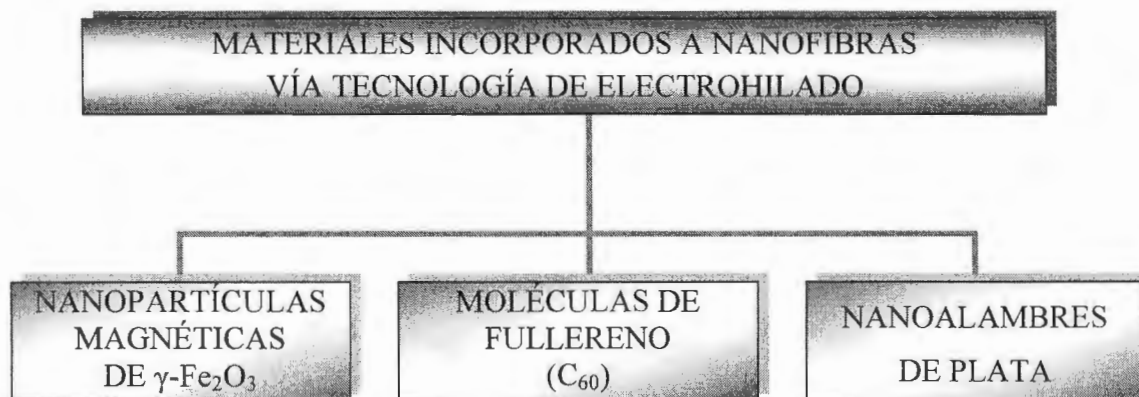 MATERIALES INCORPORADOS A NANOFIBRAS
VÍA TECNOLOGÍA DE ELECTROHILADO
NANOPARTÍCULAS
MAGNÉTICAS
DE γ-Fe₂O₃
MOLÉCULAS DE
FULLERENO
(C₆₀)
NANOALAMBRES
DE PLATA